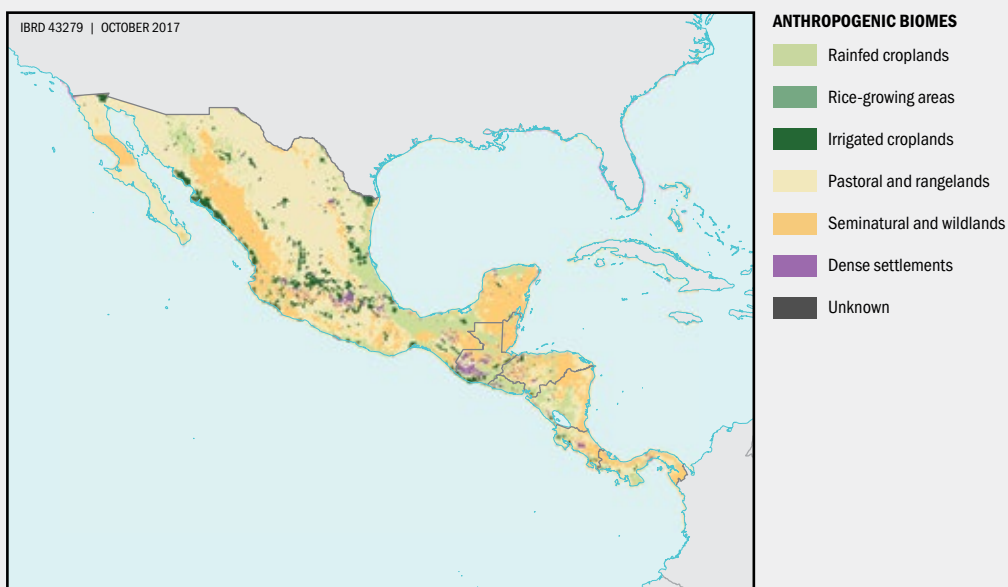 IBRD 43279 | OCTOBER 2017
ANTHROPOGENIC BIOMES
Rainfed croplands
Rice-growing areas
Irrigated croplands
Pastoral and rangelands
Seminatural and wildlands
Dense settlements
Unknown